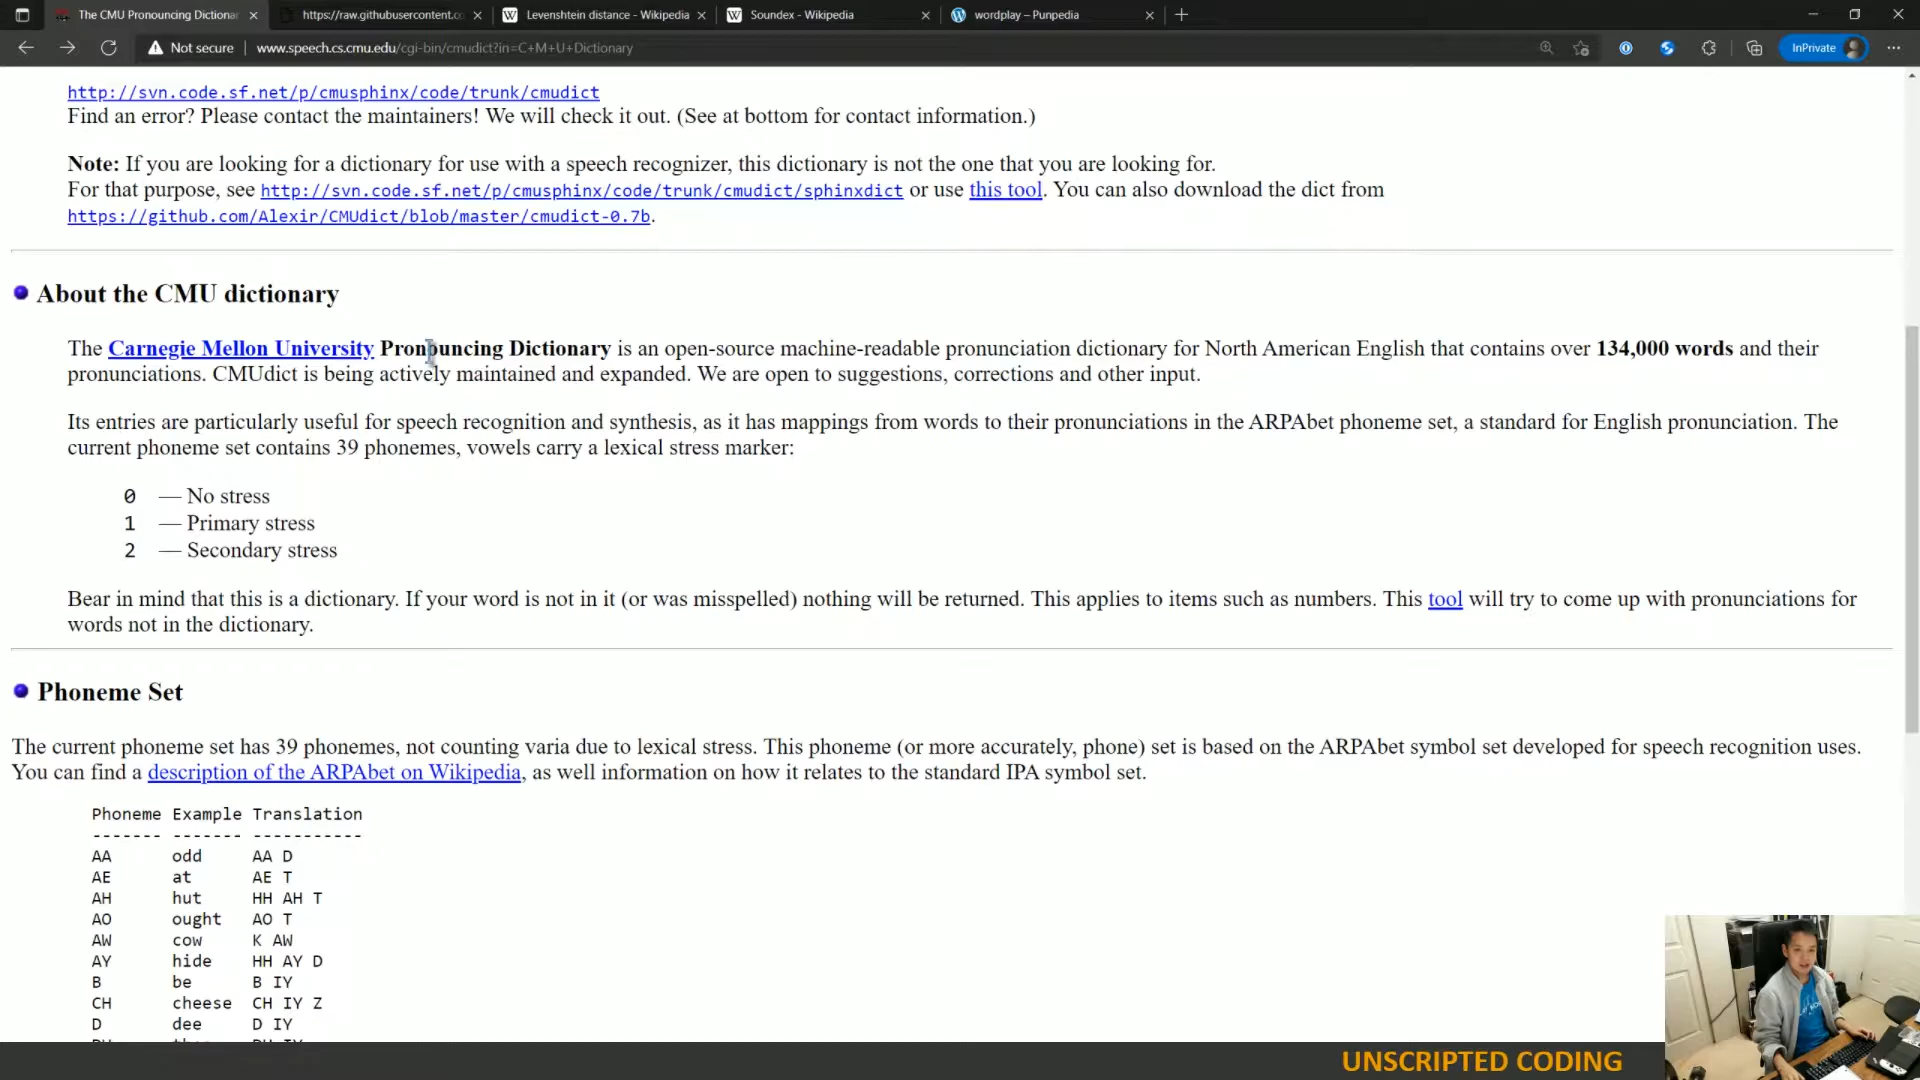 The CMU Pronouncing Dictionar
https://raw.githubusercontent.co
Levenshtein distance - Wikipedia
Soundex - Wikipedia
wordplay – Punpedia
Not secure
www.speech.cs.cmu.edu/cgi-bin/cmudict?in=C+M+U+Dictionary
InPrivate
http://svn.code.sf.net/p/cmusphinx/code/trunk/cmudict
Find an error? Please contact the maintainers! We will check it out. (See at bottom for contact information.)
Note: If you are looking for a dictionary for use with a speech recognizer, this dictionary is not the one that you are looking for.
For that purpose, see http://svn.code.sf.net/p/cmusphinx/code/trunk/cmudict/sphinxdict or use this tool. You can also download the dict from
https://github.com/Alexir/CMUdict/blob/master/cmudict-0.7b.
About the CMU dictionary
The Carnegie Mellon University Pronouncing Dictionary is an open-source machine-readable pronunciation dictionary for North American English that contains over 134,000 words and their
pronunciations. CMUdict is being actively maintained and expanded. We are open to suggestions, corrections and other input.
Its entries are particularly useful for speech recognition and synthesis, as it has mappings from words to their pronunciations in the ARPAbet phoneme set, a standard for English pronunciation. The
current phoneme set contains 39 phonemes, vowels carry a lexical stress marker:
0 — No stress
1 — Primary stress
2 — Secondary stress
Bear in mind that this is a dictionary. If your word is not in it (or was misspelled) nothing will be returned. This applies to items such as numbers. This tool will try to come up with pronunciations for
words not in the dictionary.
Phoneme Set
The current phoneme set has 39 phonemes, not counting varia due to lexical stress. This phoneme (or more accurately, phone) set is based on the ARPAbet symbol set developed for speech recognition uses.
You can find a description of the ARPAbet on Wikipedia, as well information on how it relates to the standard IPA symbol set.
Phoneme Example Translation
------- ------- -----------
AA odd AA D
AE at AE T
AH hut HH AH T
AO ought AO T
AW cow K AW
AY hide HH AY D
B be B IY
CH cheese CH IY Z
D dee D IY
UNSCRIPTED CODING